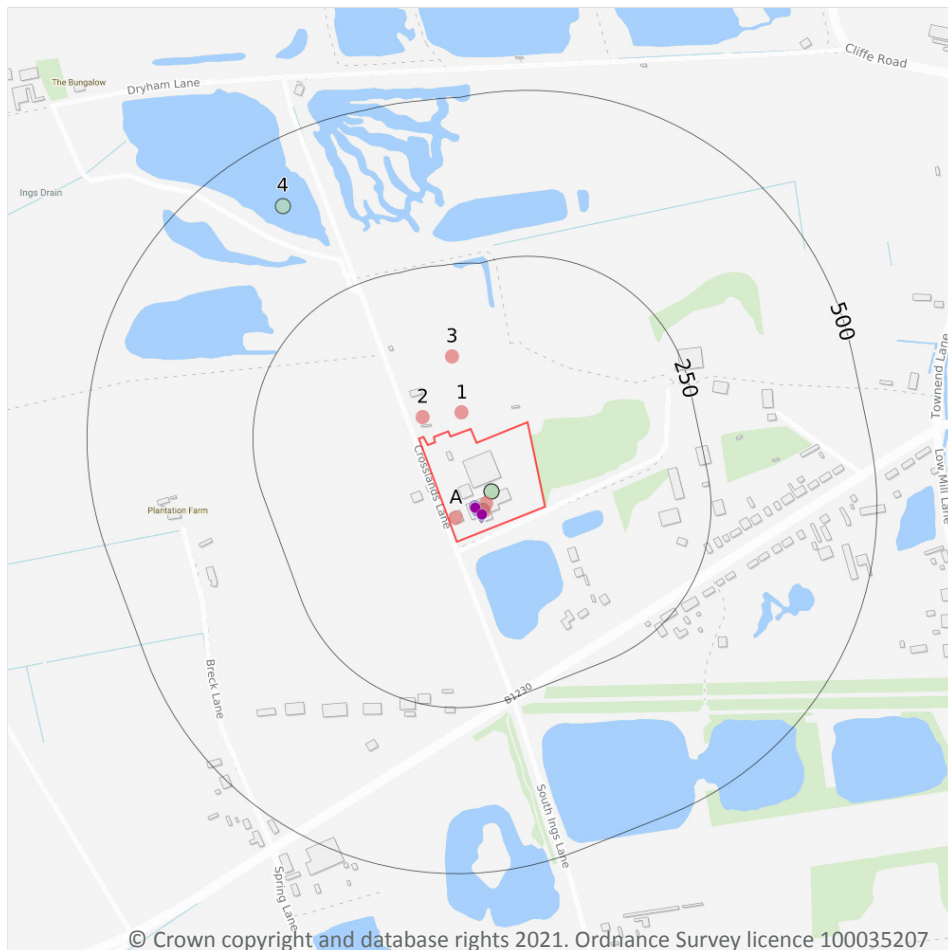 Cliffe Road
The Bungalow
Dryham Lane
4
Ings Drain
500
3
250
Townend Lane
2
1
Crosslands Lane
Low Mill Lane
A
Plantation Farm
Breck Lane
B1230
South Ings Lane
Spring Lane
© Crown copyright and database rights 2021. Ordnance Survey licence 100035207